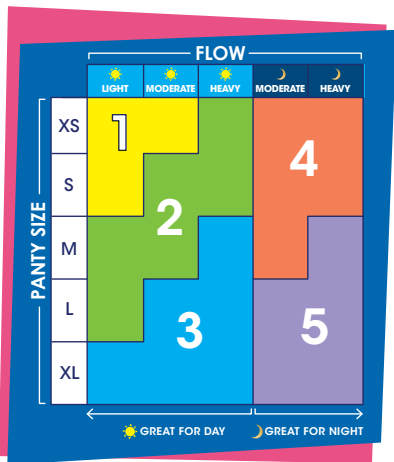 FLOW
LIGHT MODERATE HEAVY MODERATE HEAVY
PANTY SIZE
XS
S
M
L
XL
1
2
3
4
5
GREAT FOR DAY GREAT FOR NIGHT